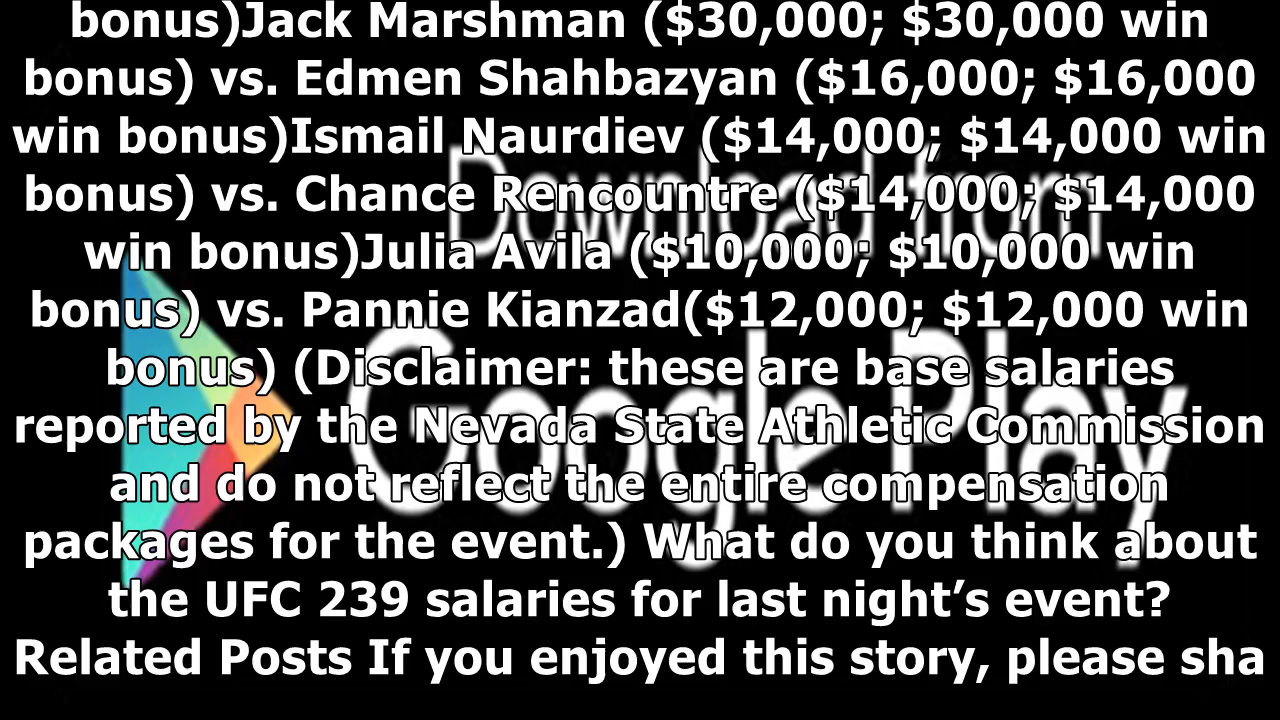 bonus)Jack Marshman ($30,000; $30,000 win
bonus) vs. Edmen Shahbazyan ($16,000; $16,000
win bonus)Ismail Naurdiev ($14,000; $14,000 win
bonus) vs. Chance Rencountre ($14,000; $14,000
win bonus)Julia Avila ($10,000; $10,000 win
bonus) vs. Pannie Kianzad($12,000; $12,000 win
bonus) (Disclaimer: these are base salaries
reported by the Nevada State Athletic Commission
and do not reflect the entire compensation
packages for the event.) What do you think about
the UFC 239 salaries for last night’s event?
Related Posts If you enjoyed this story, please sha
Download from
Google Play